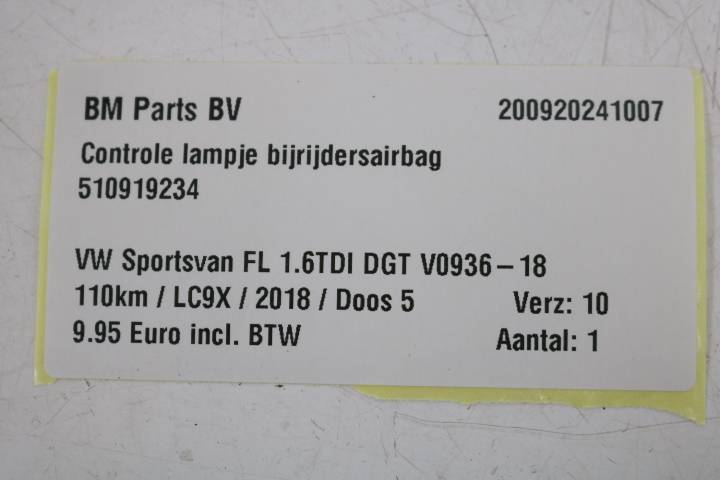 BM Parts BV 200920241007
Controle lampje bijrijdersairbag
510919234
VW Sportsvan FL 1.6TDI DGT V0936-18
110km / LC9X / 2018 / Doos 5 Verz: 10
9.95 Euro incl. BTW Aantal: 1